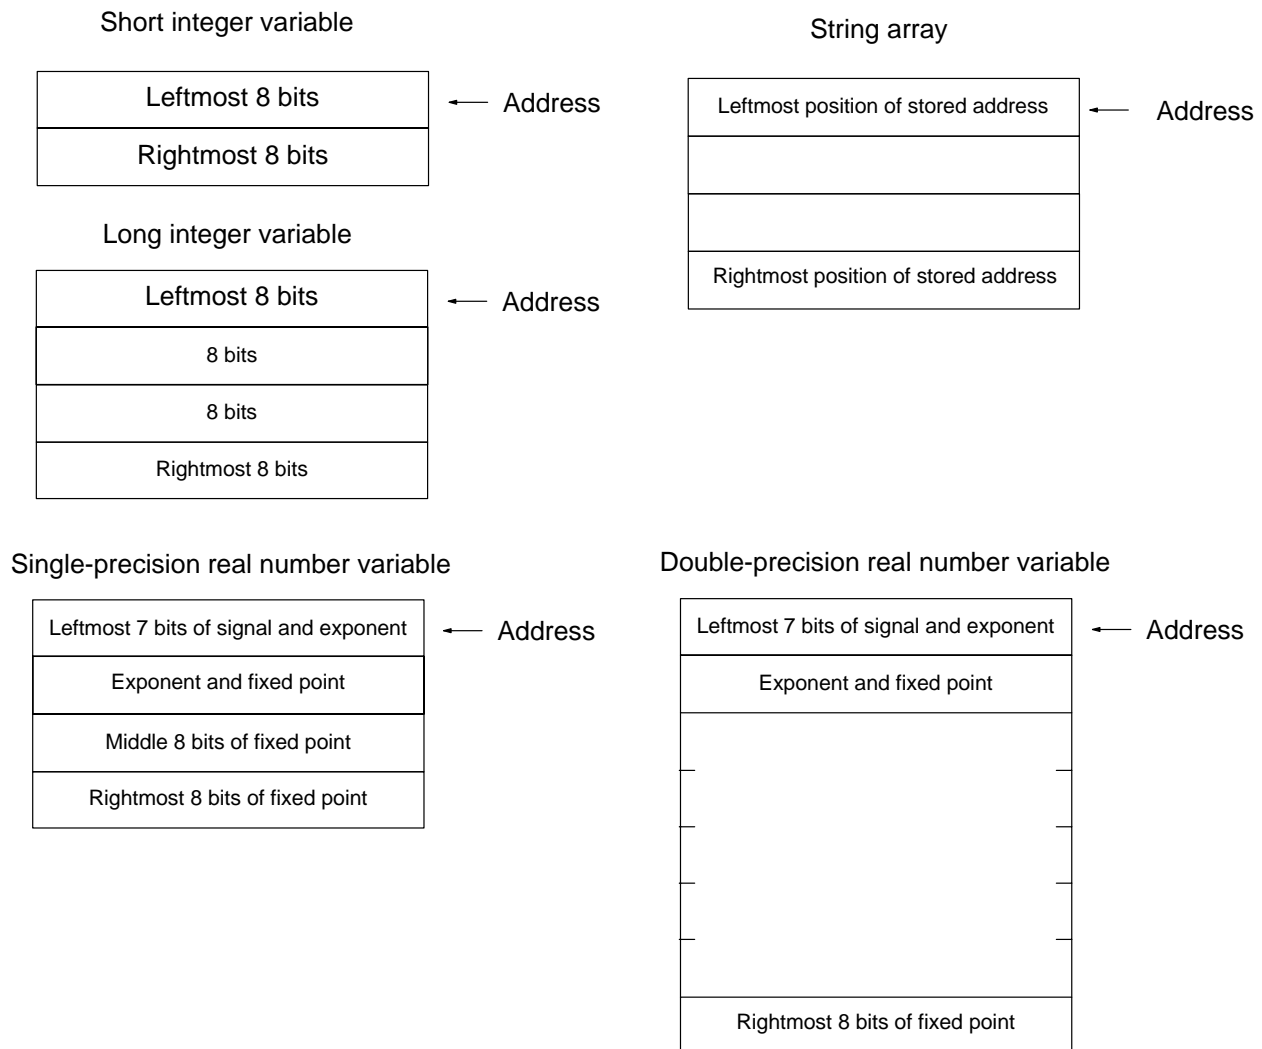 Short integer variable
Leftmost 8 bits
Address
Rightmost 8 bits
Long integer variable
Leftmost 8 bits
Address
8 bits
8 bits
Rightmost 8 bits
String array
Leftmost position of stored address
Address
Rightmost position of stored address
Single-precision real number variable
Leftmost 7 bits of signal and exponent
Address
Exponent and fixed point
Middle 8 bits of fixed point
Rightmost 8 bits of fixed point
Double-precision real number variable
Leftmost 7 bits of signal and exponent
Address
Exponent and fixed point
Rightmost 8 bits of fixed point